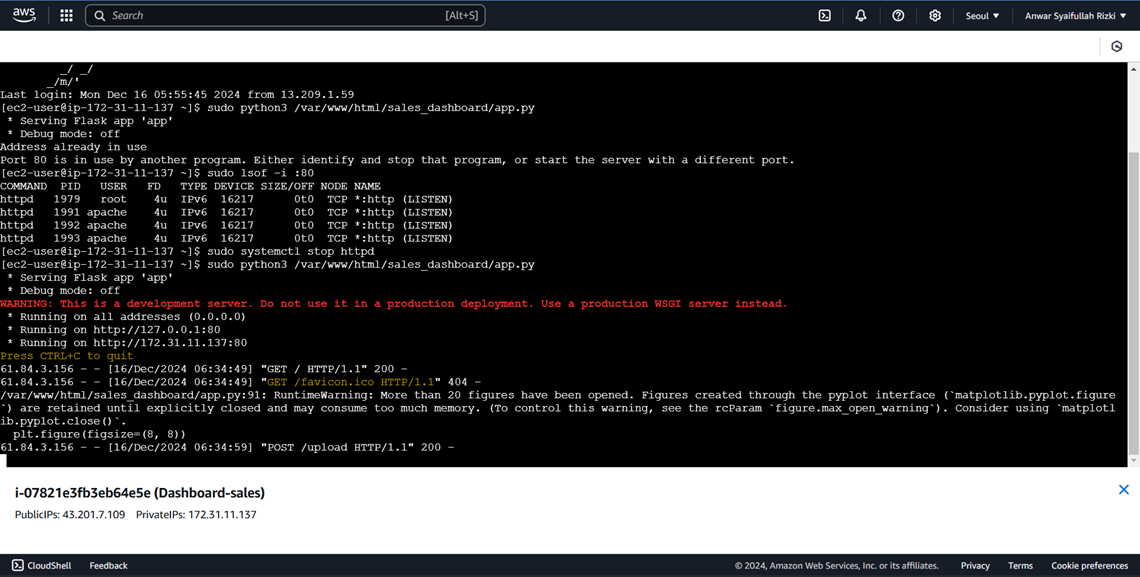 aws
Search
[Alt+S]
Seoul ▼
Anwar Syaifullah Rizki ▼
_/ _/
_/m/'
Last login: Mon Dec 16 05:55:45 2024 from 13.209.1.59
[ec2-user@ip-172-31-11-137 ~]$ sudo python3 /var/www/html/sales_dashboard/app.py
* Serving Flask app 'app'
* Debug mode: off
Address already in use
Port 80 is in use by another program. Either identify and stop that program, or start the server with a different port.
[ec2-user@ip-172-31-11-137 ~]$ sudo lsof -i :80
COMMAND PID USER FD TYPE DEVICE SIZE/OFF NODE NAME
httpd 1979 root 4u IPv6 16217 0t0 TCP *:http (LISTEN)
httpd 1991 apache 4u IPv6 16217 0t0 TCP *:http (LISTEN)
httpd 1992 apache 4u IPv6 16217 0t0 TCP *:http (LISTEN)
httpd 1993 apache 4u IPv6 16217 0t0 TCP *:http (LISTEN)
[ec2-user@ip-172-31-11-137 ~]$ sudo systemctl stop httpd
[ec2-user@ip-172-31-11-137 ~]$ sudo python3 /var/www/html/sales_dashboard/app.py
* Serving Flask app 'app'
* Debug mode: off
WARNING: This is a development server. Do not use it in a production deployment. Use a production WSGI server instead.
* Running on all addresses (0.0.0.0)
* Running on http://127.0.0.1:80
* Running on http://172.31.11.137:80
Press CTRL+C to quit
61.84.3.156 - - [16/Dec/2024 06:34:49] "GET / HTTP/1.1" 200 -
61.84.3.156 - - [16/Dec/2024 06:34:49] "GET /favicon.ico HTTP/1.1" 404 -
/var/www/html/sales_dashboard/app.py:91: RuntimeWarning: More than 20 figures have been opened. Figures created through the pyplot interface (`matplotlib.pyplot.figure
`) are retained until explicitly closed and may consume too much memory. (To control this warning, see the rcParam `figure.max_open_warning`). Consider using `matplotl
ib.pyplot.close()`.
plt.figure(figsize=(8, 8))
61.84.3.156 - - [16/Dec/2024 06:34:59] "POST /upload HTTP/1.1" 200 -
i-07821e3fb3eb64e5e (Dashboard-sales)
PublicIPs: 43.201.7.109 PrivateIPs: 172.31.11.137
CloudShell
Feedback
© 2024, Amazon Web Services, Inc. or its affiliates.
Privacy
Terms
Cookie preferences